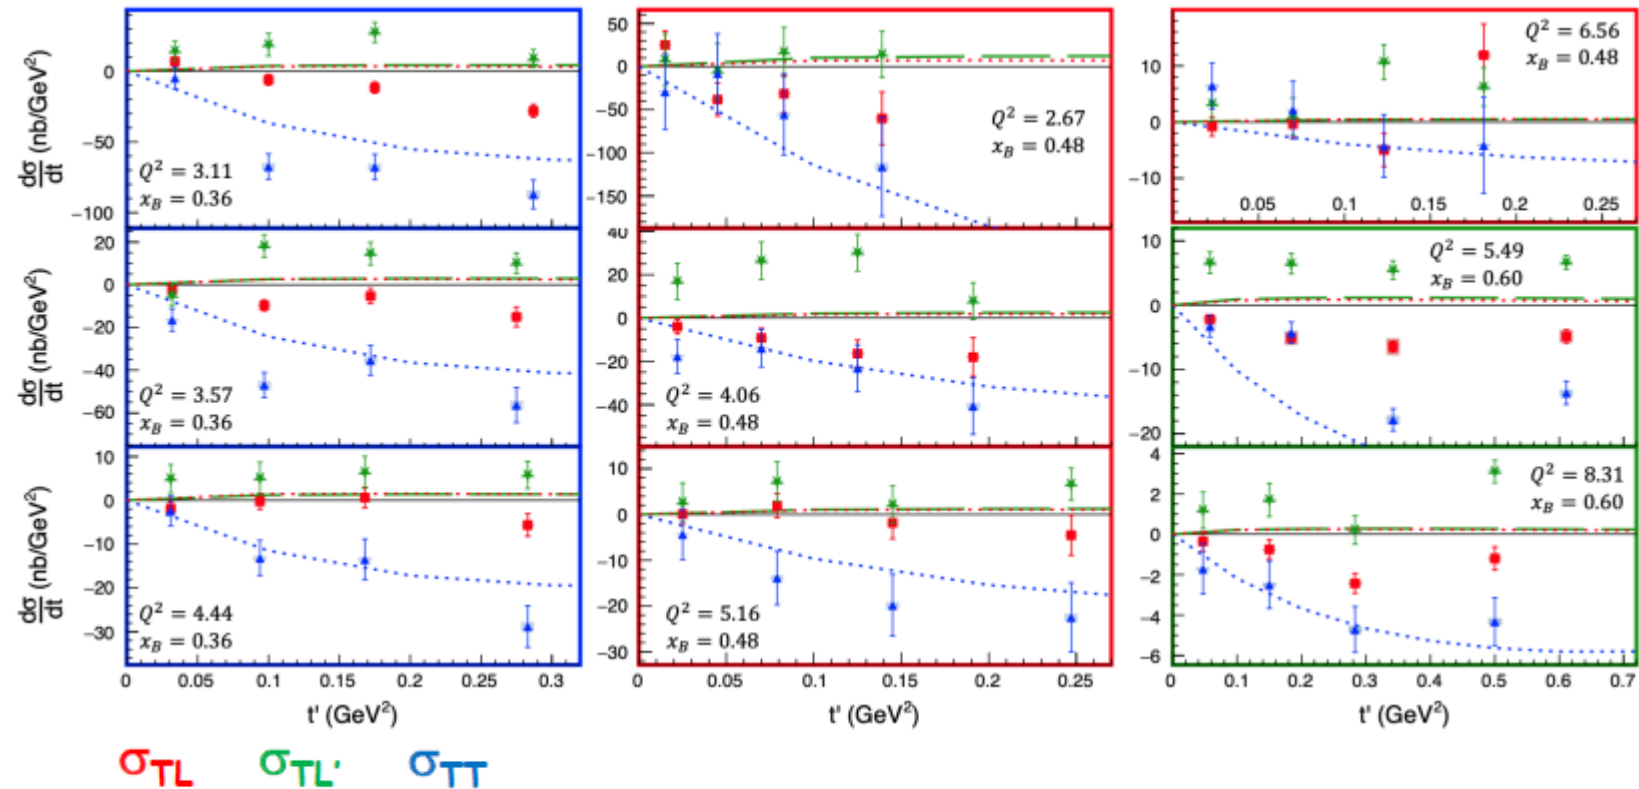 dσ/dt (nb/GeV²)
0
−50
−100
Q² = 3.11
x_B = 0.36
50
0
−50
−100
−150
Q² = 2.67
x_B = 0.48
10
0
−10
Q² = 6.56
x_B = 0.48
0.05 0.1 0.15 0.2 0.25
dσ/dt (nb/GeV²)
20
0
−20
−40
−60
Q² = 3.57
x_B = 0.36
40
20
0
−20
−40
Q² = 4.06
x_B = 0.48
10
0
−10
−20
Q² = 5.49
x_B = 0.60
dσ/dt (nb/GeV²)
10
0
−10
−20
−30
Q² = 4.44
x_B = 0.36
10
0
−10
−20
−30
Q² = 5.16
x_B = 0.48
4
2
0
−2
−4
−6
Q² = 8.31
x_B = 0.60
0 0.05 0.1 0.15 0.2 0.25 0.3
0 0.05 0.1 0.15 0.2 0.25
0 0.1 0.2 0.3 0.4 0.5 0.6 0.7
t' (GeV²)
t' (GeV²)
t' (GeV²)
σTL σTL' σTT